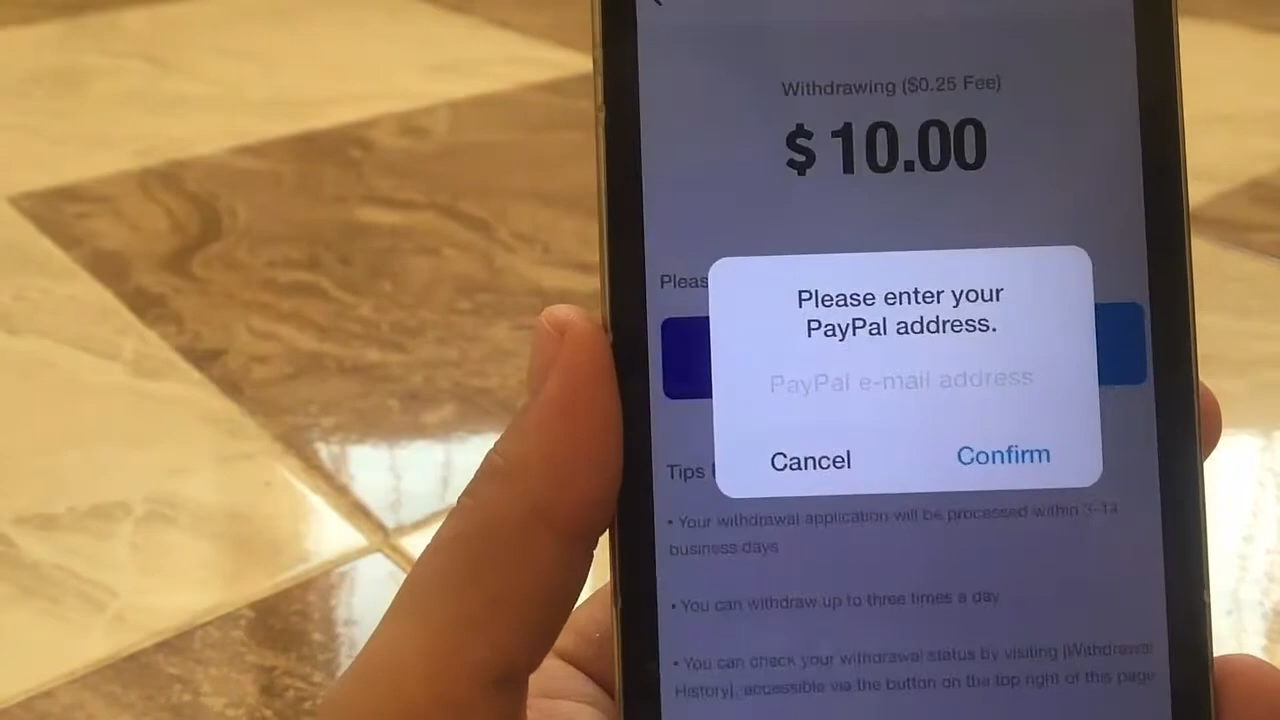 Withdrawing ($0.25 Fee)
$ 10.00
Pleas
Please enter your
PayPal address.
PayPal e-mail address
Cancel
Confirm
Tips
• Your withdrawal application will be processed within 3-14
business days
• You can withdraw up to three times a day
• You can check your withdrawal status by visiting [Withdrawal
History], accessible via the button on the top right of this page